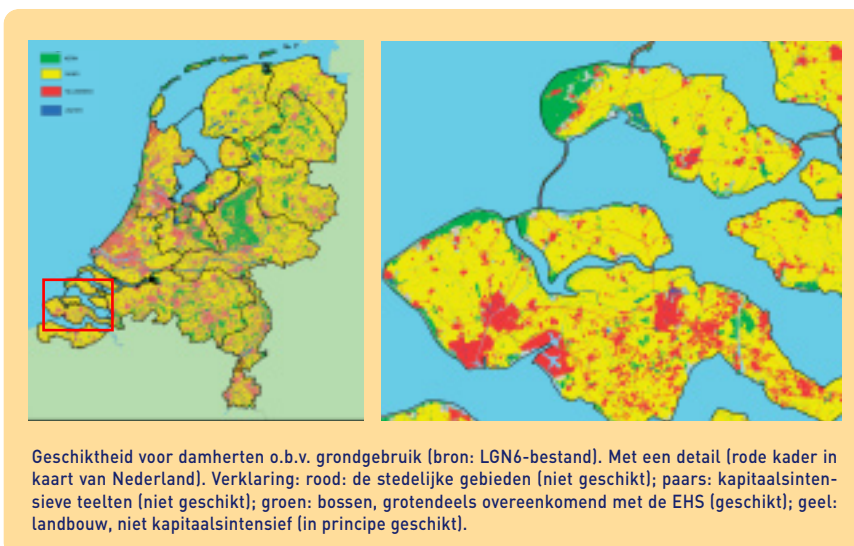 Geschiktheid voor damherten o.b.v. grondgebruik (bron: LGN6-bestand). Met een detail (rode kader in
kaart van Nederland). Verklaring: rood: de stedelijke gebieden (niet geschikt); paars: kapitaalsinten-
sieve teelten (niet geschikt); groen: bossen, grotendeels overeenkomend met de EHS (geschikt); geel:
landbouw, niet kapitaalsintensief (in principe geschikt).